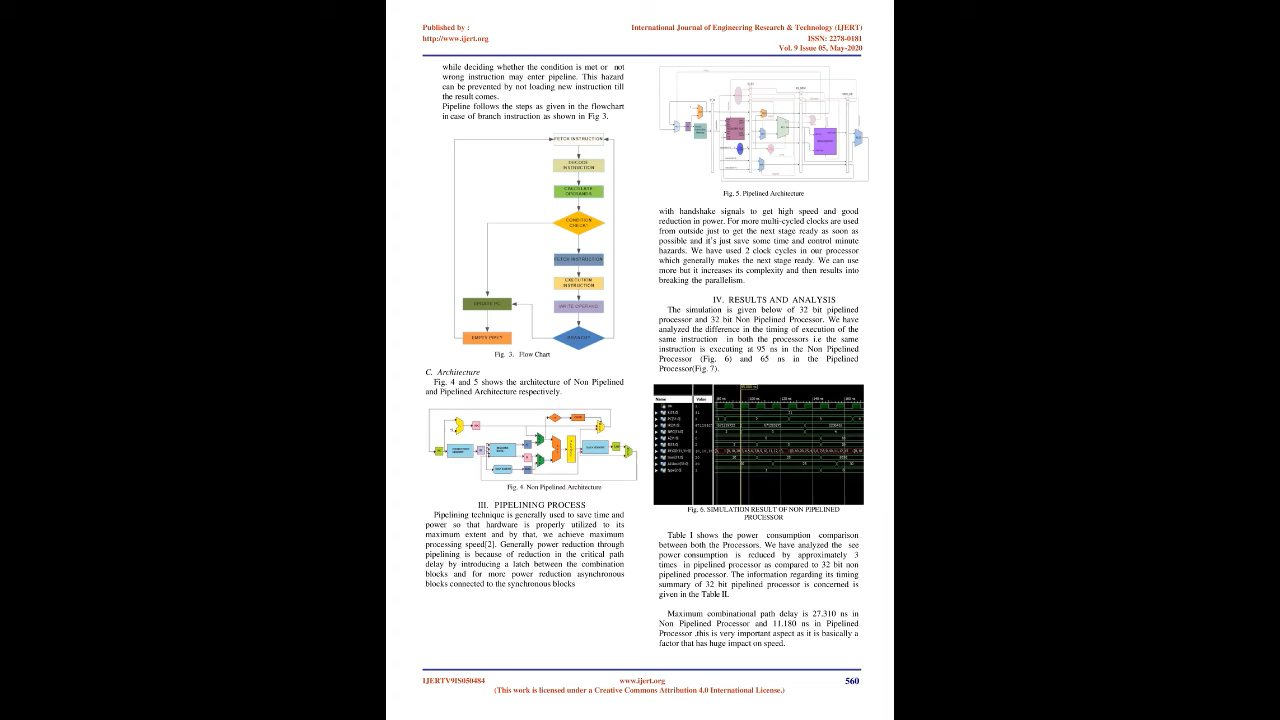 Published by :
http://www.ijert.org
International Journal of Engineering Research & Technology (IJERT)
ISSN: 2278-0181
Vol. 9 Issue 05, May-2020
while deciding whether the condition is met or not
wrong instruction may enter pipeline. This hazard
can be prevented by not loading new instruction till
the result comes.
Pipeline follows the steps as given in the flowchart
in case of branch instruction as shown in Fig 3.
FETCH INSTRUCTION
DECODE
INSTRUCTION
CALCULATE
OPERANDS
CONDITION
CHECK?
FETCH INSTRUCTION
EXECUTION
INSTRUCTION
WRITE OPERAND
UPDATE PC
EMPTY PIPE?
BRANCH?
Fig. 3. Flow Chart
C. Architecture
Fig. 4 and 5 shows the architecture of Non Pipelined
and Pipelined Architecture respectively.
Fig. 4. Non Pipelined Architecture
III. PIPELINING PROCESS
Pipelining technique is generally used to save time and
power so that hardware is properly utilized to its
maximum extent and by that, we achieve maximum
processing speed[2]. Generally power reduction through
pipelining is because of reduction in the critical path
delay by introducing a latch between the combination
blocks and for more power reduction asynchronous
blocks connected to the synchronous blocks
Fig. 5. Pipelined Architecture
with handshake signals to get high speed and good
reduction in power. For more multi-cycled clocks are used
from outside just to get the next stage ready as soon as
possible and it's just save some time and control minute
hazards. We have used 2 clock cycles in our processor
which generally makes the next stage ready. We can use
more but it increases its complexity and then results into
breaking the parallelism.
IV. RESULTS AND ANALYSIS
The simulation is given below of 32 bit pipelined
processor and 32 bit Non Pipelined Processor. We have
analyzed the difference in the timing of execution of the
same instruction in both the processors i.e the same
instruction is executing at 95 ns in the Non Pipelined
Processor (Fig. 6) and 65 ns in the Pipelined
Processor(Fig. 7).
Name
Value
Fig. 6. SIMULATION RESULT OF NON PIPELINED
PROCESSOR
Table I shows the power consumption comparison
between both the Processors. We have analyzed the see
power consumption is reduced by approximately 3
times in pipelined processor as compared to 32 bit non
pipelined processor. The information regarding its timing
summary of 32 bit pipelined processor is concerned is
given in the Table II.
Maximum combinational path delay is 27.310 ns in
Non Pipelined Processor and 11.180 ns in Pipelined
Processor ,this is very important aspect as it is basically a
factor that has huge impact on speed.
IJERTV9IS050484
www.ijert.org
560
(This work is licensed under a Creative Commons Attribution 4.0 International License.)